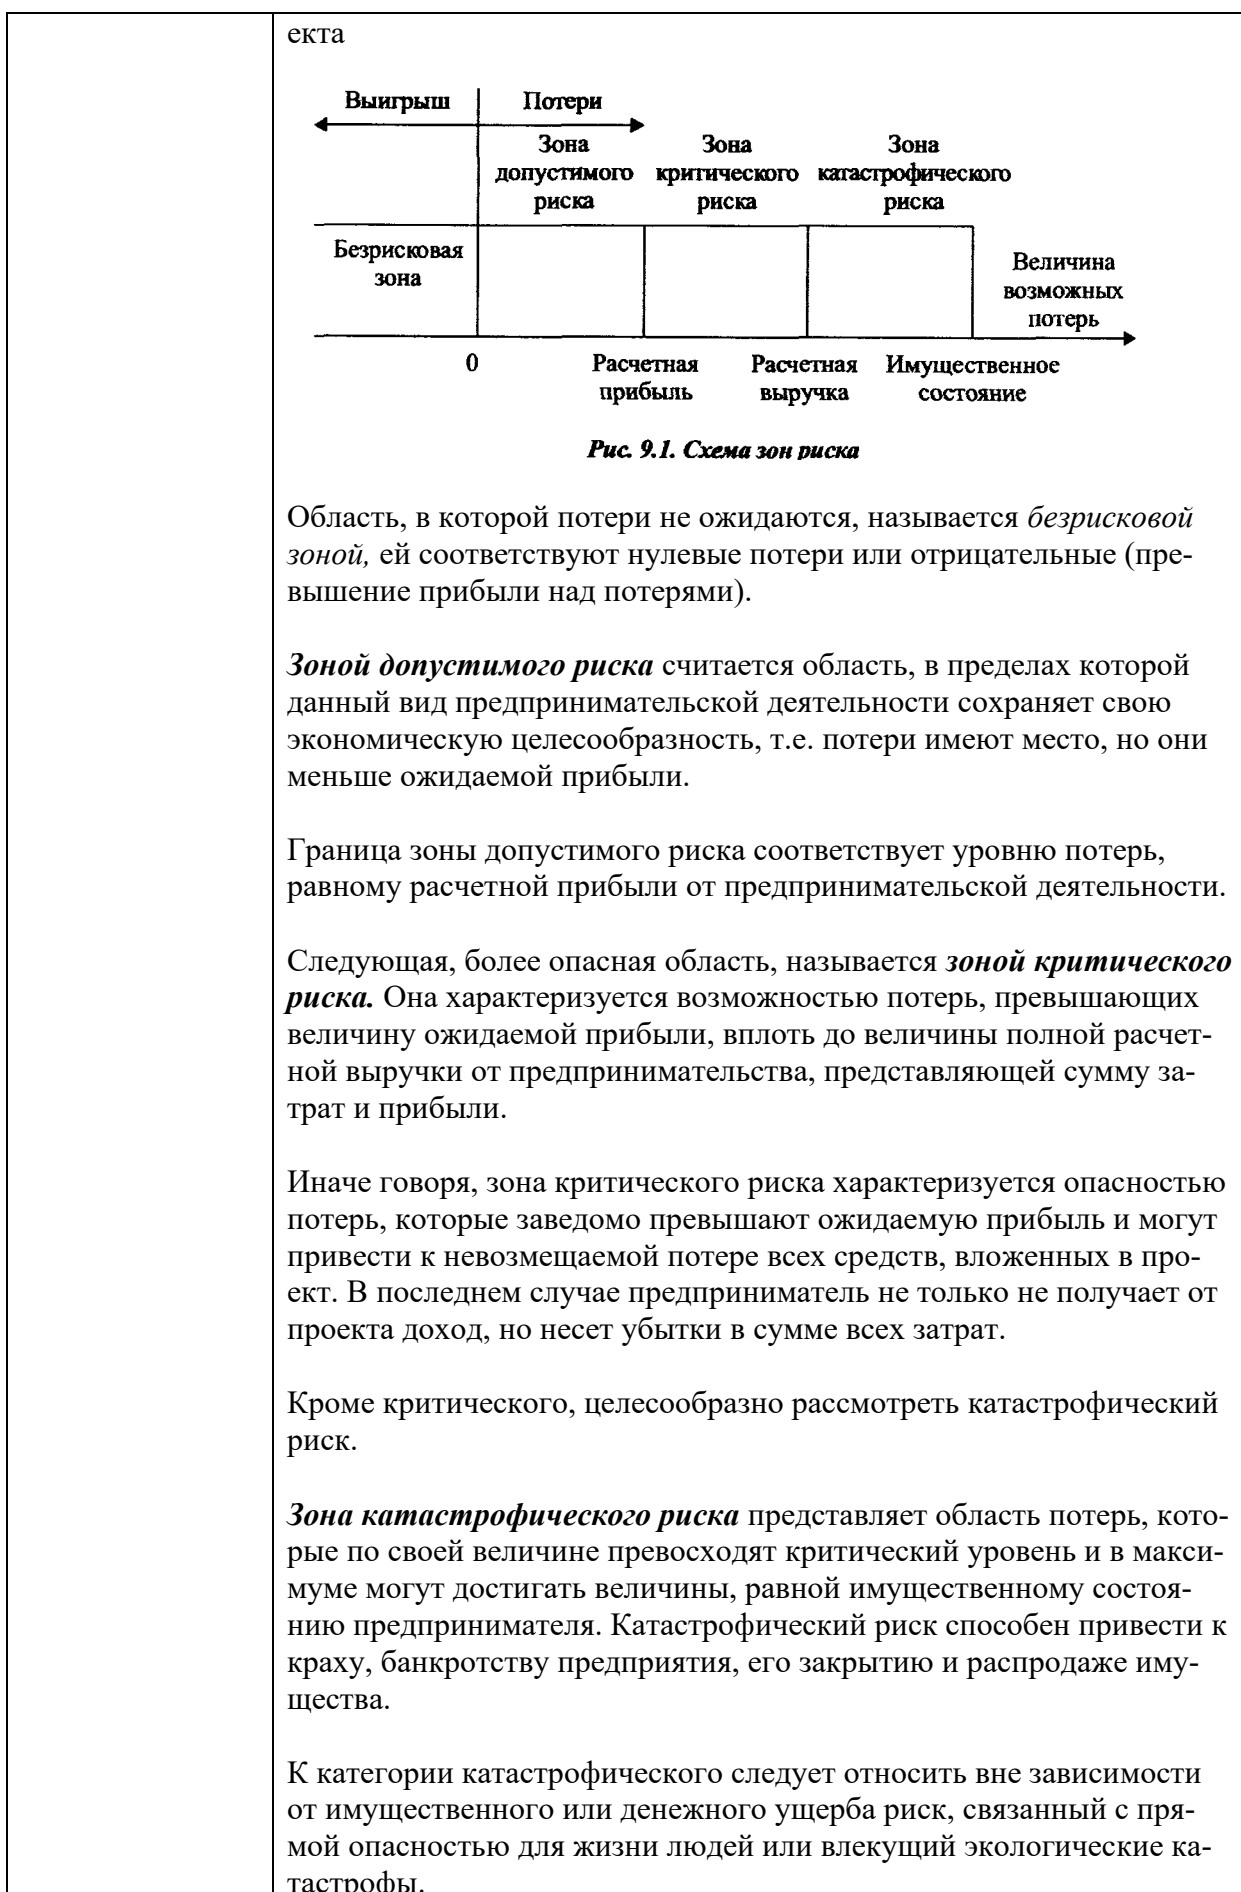 екта
Выигрыш Потери
Зона Зона Зона
допустимого критического катастрофического
риска риска риска
Безрисковая
зона
Величина
возможных
потерь
0 Расчетная Расчетная Имущественное
прибыль выручка состояние
Рис. 9.1. Схема зон риска
Область, в которой потери не ожидаются, называется безрисковой
зоной, ей соответствуют нулевые потери или отрицательные (пре-
вышение прибыли над потерями).
Зоной допустимого риска считается область, в пределах которой
данный вид предпринимательской деятельности сохраняет свою
экономическую целесообразность, т.е. потери имеют место, но они
меньше ожидаемой прибыли.
Граница зоны допустимого риска соответствует уровню потерь,
равному расчетной прибыли от предпринимательской деятельности.
Следующая, более опасная область, называется зоной критического
риска. Она характеризуется возможностью потерь, превышающих
величину ожидаемой прибыли, вплоть до величины полной расчет-
ной выручки от предпринимательства, представляющей сумму за-
трат и прибыли.
Иначе говоря, зона критического риска характеризуется опасностью
потерь, которые заведомо превышают ожидаемую прибыль и могут
привести к невозмещаемой потере всех средств, вложенных в про-
ект. В последнем случае предприниматель не только не получает от
проекта доход, но несет убытки в сумме всех затрат.
Кроме критического, целесообразно рассмотреть катастрофический
риск.
Зона катастрофического риска представляет область потерь, кото-
рые по своей величине превосходят критический уровень и в макси-
муме могут достигать величины, равной имущественному состоя-
нию предпринимателя. Катастрофический риск способен привести к
краху, банкротству предприятия, его закрытию и распродаже иму-
щества.
К категории катастрофического следует относить вне зависимости
от имущественного или денежного ущерба риск, связанный с пря-
мой опасностью для жизни людей или влекущий экологические ка-
тастрофы.